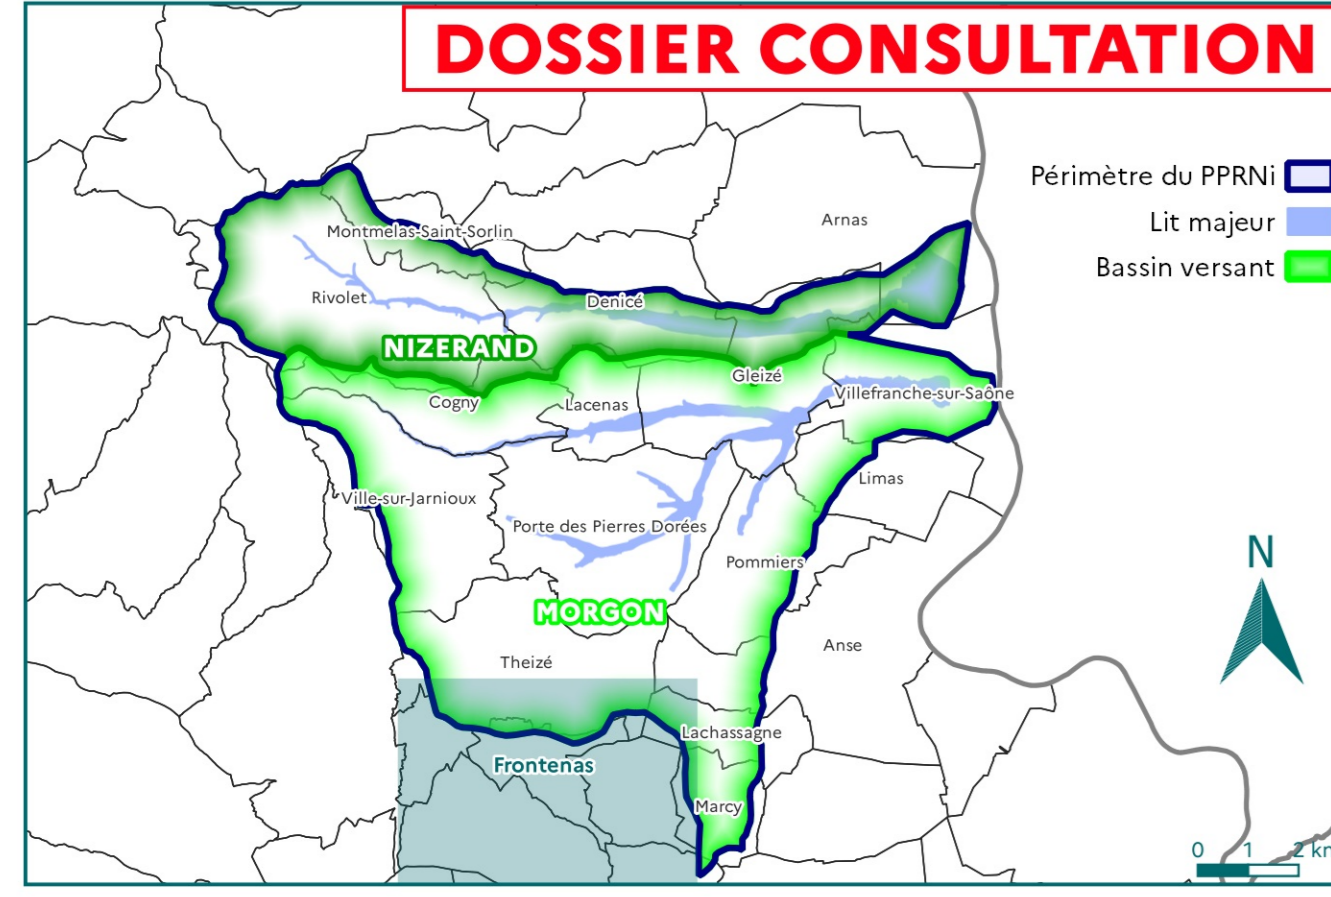 DOSSIER CONSULTATION
Périmètre du PPRNi
Lit majeur
Bassin versant
Arnas
Montmelas-Saint-Sorlin
Rivolet
Denicé
NIZERAND
Gleizé
Villefranche-sur-Saône
Cogny
Lacenas
Limas
Ville-sur-Jarnioux
Porte des Pierres Dorées
Pommiers
N
MORGON
Anse
Theizé
Lachassagne
Frontenas
Marcy
0 1 2 km